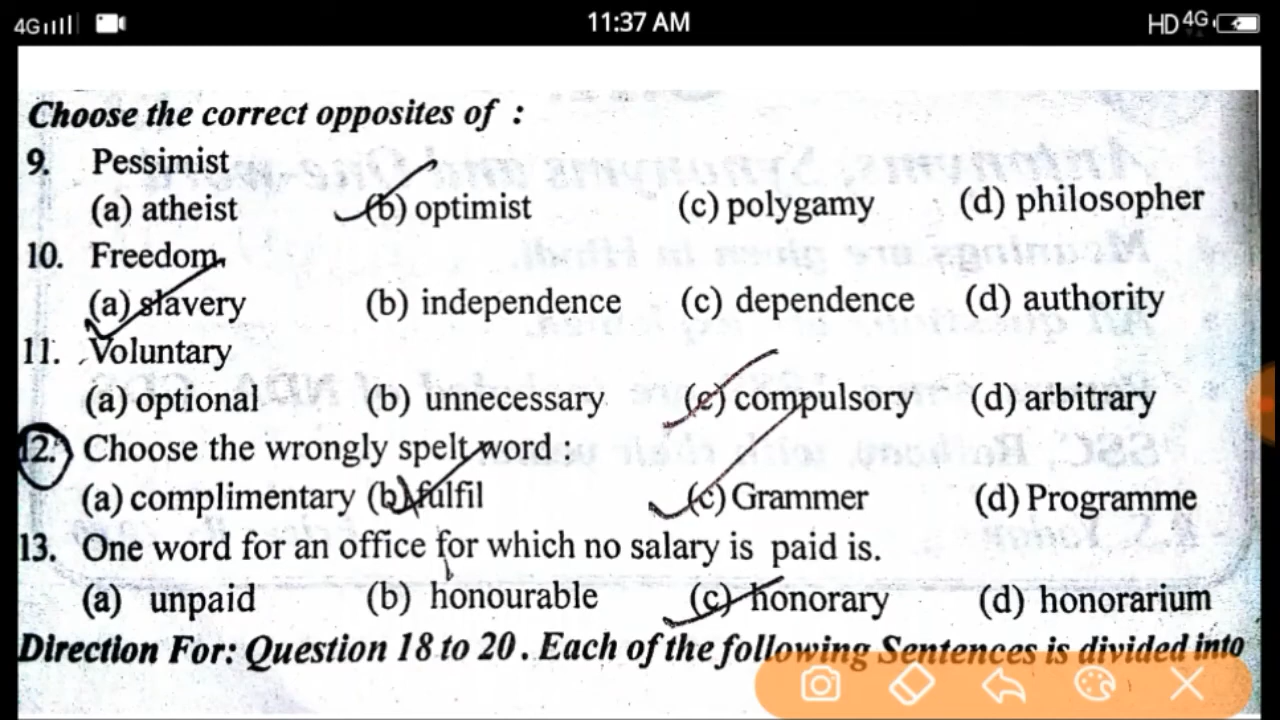 4G 11:37 AM HD 4G
Choose the correct opposites of :
9. Pessimist
(a) atheist (b) optimist (c) polygamy (d) philosopher
10. Freedom
(a) slavery (b) independence (c) dependence (d) authority
11. Voluntary
(a) optional (b) unnecessary (c) compulsory (d) arbitrary
12. Choose the wrongly spelt word :
(a) complimentary (b) fulfil (c) Grammer (d) Programme
13. One word for an office for which no salary is paid is.
(a) unpaid (b) honourable (c) honorary (d) honorarium
Direction For: Question 18 to 20. Each of the following Sentences is divided into